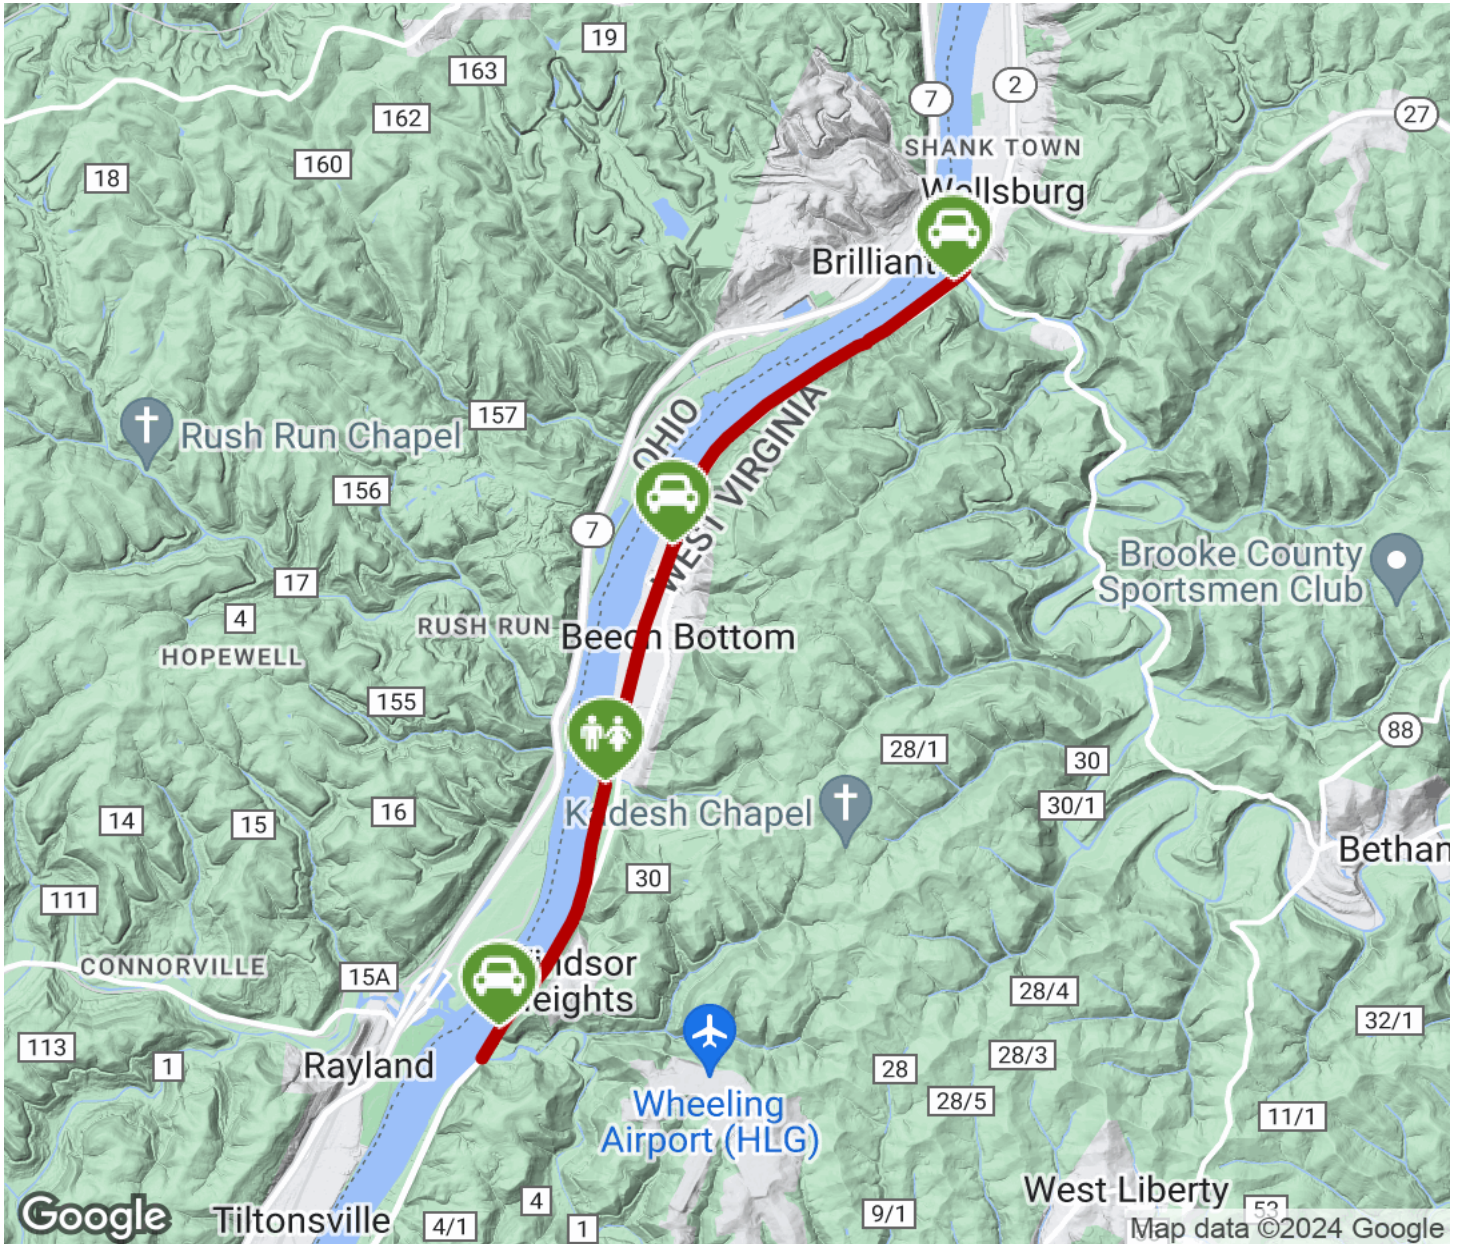 19
163
162
7
2
27
SHANK TOWN
160
18
Wellsburg
Brilliant
OHIO
WEST VIRGINIA
157
Rush Run Chapel
156
7
Brooke County
Sportsmen Club
17
4
RUSH RUN
Beech Bottom
HOPEWELL
155
88
28/1
30
30/1
Kadesh Chapel
14
15
16
Bethan
30
111
CONNORVILLE
15A
Windsor
Heights
28/4
32/1
113
1
Rayland
28/3
28
28/5
Wheeling
Airport (HLG)
11/1
West Liberty
4
53
9/1
Google
Tiltonsville
4/1
1
Map data ©2024 Google